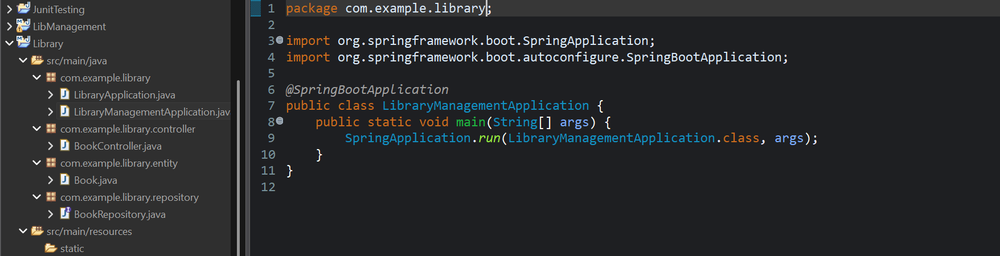 JunitTesting
LibManagement
Library
src/main/java
com.example.library
LibraryApplication.java
LibraryManagementApplication.jav
com.example.library.controller
BookController.java
com.example.library.entity
Book.java
com.example.library.repository
BookRepository.java
src/main/resources
static
1 package com.example.library;
2
3 import org.springframework.boot.SpringApplication;
4 import org.springframework.boot.autoconfigure.SpringBootApplication;
5
6 @SpringBootApplication
7 public class LibraryManagementApplication {
8 public static void main(String[] args) {
9 SpringApplication.run(LibraryManagementApplication.class, args);
10 }
11 }
12